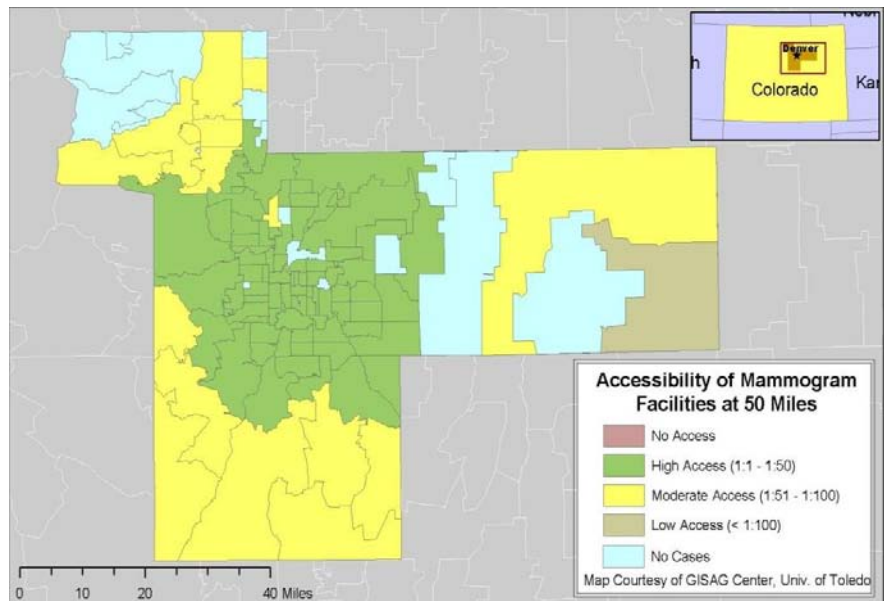 Nebr
Denver
h
Colorado
Kar
Accessibility of Mammogram
Facilities at 50 Miles
No Access
High Access (1:1 - 1:50)
Moderate Access (1:51 - 1:100)
Low Access (< 1:100)
No Cases
Map Courtesy of GISAG Center, Univ. of Toledo
0 10 20 40 Miles